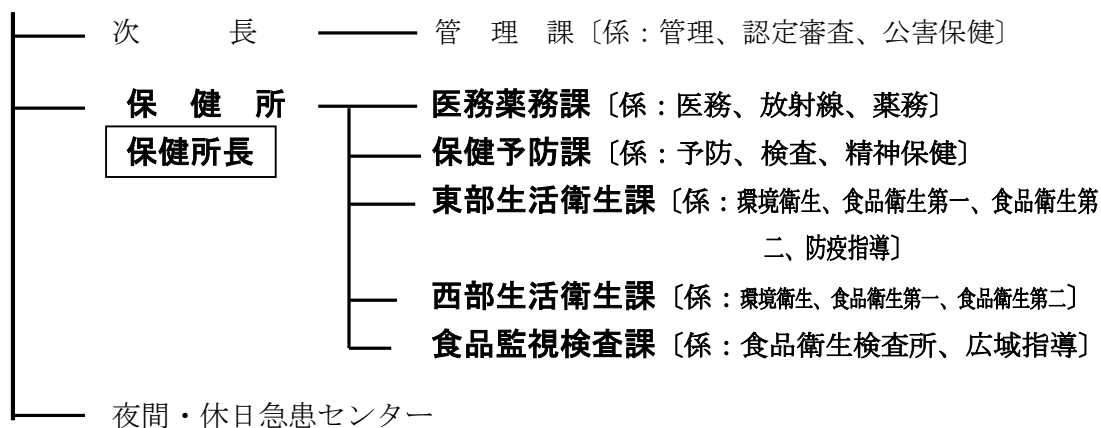 次　　　長　管　理　課〔係：管理、認定審査、公害保健〕
保　健　所　医務薬務課〔係：医務、放射線、薬務〕
保健所長　保健予防課〔係：予防、検査、精神保健〕
東部生活衛生課〔係：環境衛生、食品衛生第一、食品衛生第
二、防疫指導〕
西部生活衛生課〔係：環境衛生、食品衛生第一、食品衛生第二〕
食品監視検査課〔係：食品衛生検査所、広域指導〕
夜間・休日急患センター